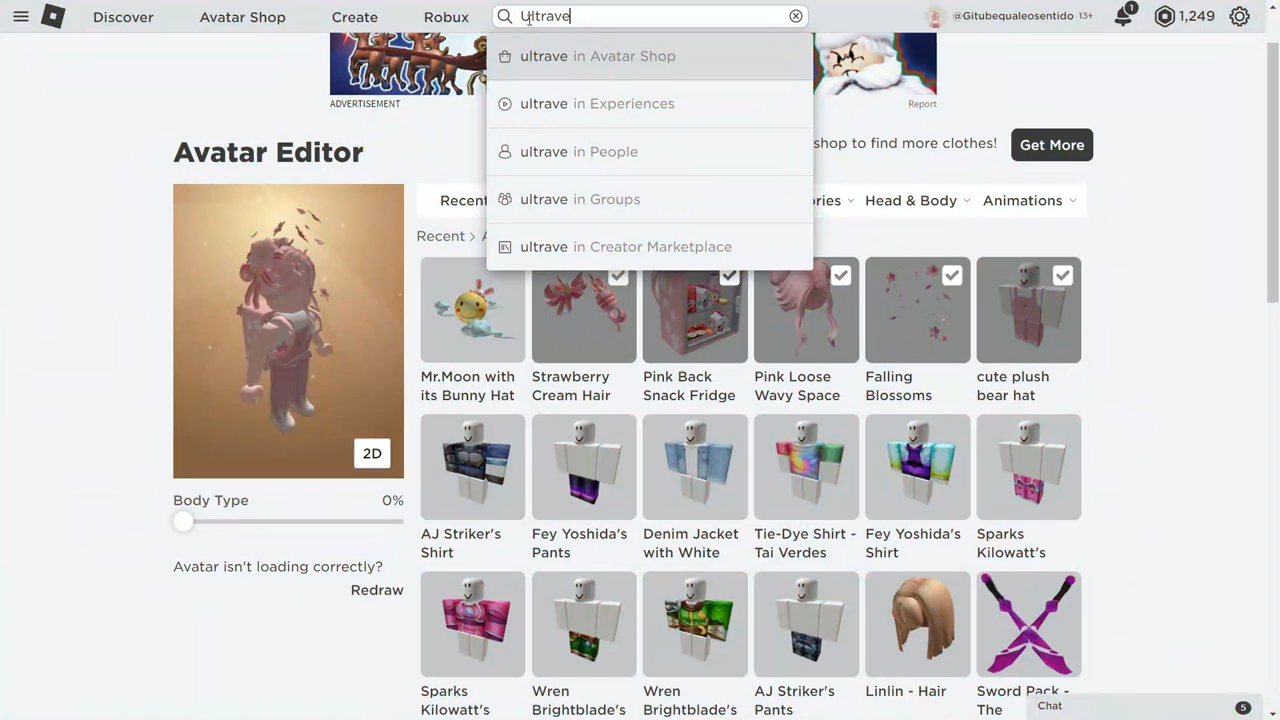 Discover
Avatar Shop
Create
Robux
Ultrave
@Gitubequaleosentido 13+
1
1,249
ultrave in Avatar Shop
ultrave in Experiences
ultrave in People
ultrave in Groups
ultrave in Creator Marketplace
ADVERTISEMENT
Report
Avatar Editor
shop to find more clothes!
Get More
Recent
ries
Head & Body
Animations
Recent > A
2D
Body Type
0%
Avatar isn't loading correctly?
Redraw
Mr.Moon with
its Bunny Hat
Strawberry
Cream Hair
Pink Back
Snack Fridge
Pink Loose
Wavy Space
Falling
Blossoms
cute plush
bear hat
AJ Striker's
Shirt
Fey Yoshida's
Pants
Denim Jacket
with White
Tie-Dye Shirt -
Tai Verdes
Fey Yoshida's
Shirt
Sparks
Kilowatt's
Sparks
Kilowatt's
Wren
Brightblade's
Wren
Brightblade's
AJ Striker's
Pants
Linlin - Hair
Sword Pack -
The
Chat
5